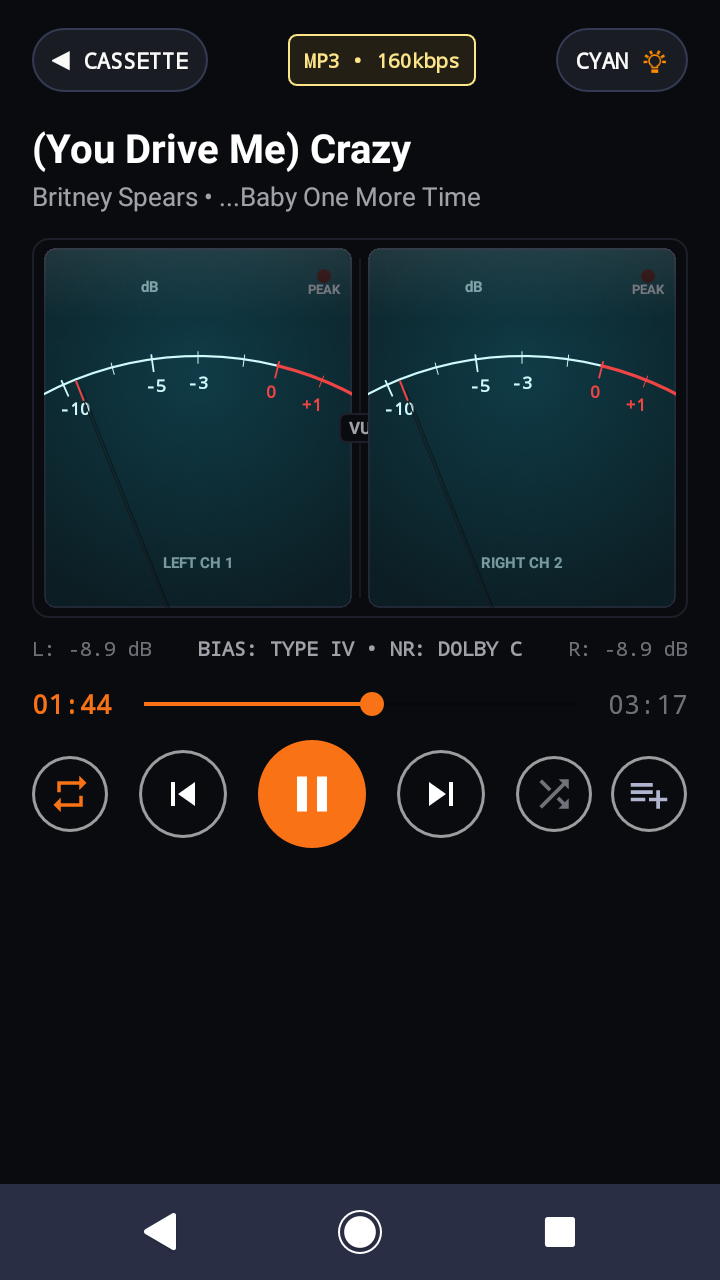 CASSETTE
MP3 • 160kbps
CYAN
(You Drive Me) Crazy
Britney Spears • ...Baby One More Time
dB
PEAK
-10
-5
-3
0
+1
LEFT CH 1
VU
dB
PEAK
-10
-5
-3
0
+1
RIGHT CH 2
L: -8.9 dB
BIAS: TYPE IV • NR: DOLBY C
R: -8.9 dB
01:44
03:17